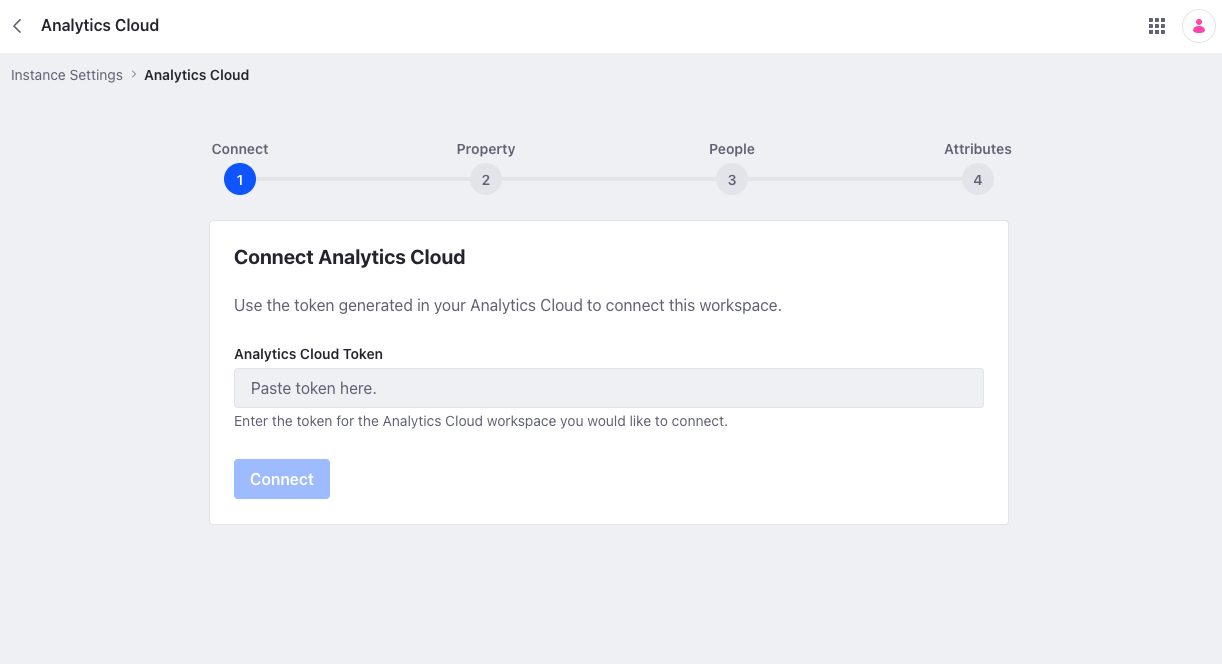 Analytics Cloud
Instance Settings > Analytics Cloud
Connect Property People Attributes
1 2 3 4
Connect Analytics Cloud
Use the token generated in your Analytics Cloud to connect this workspace.
Analytics Cloud Token
Paste token here.
Enter the token for the Analytics Cloud workspace you would like to connect.
Connect